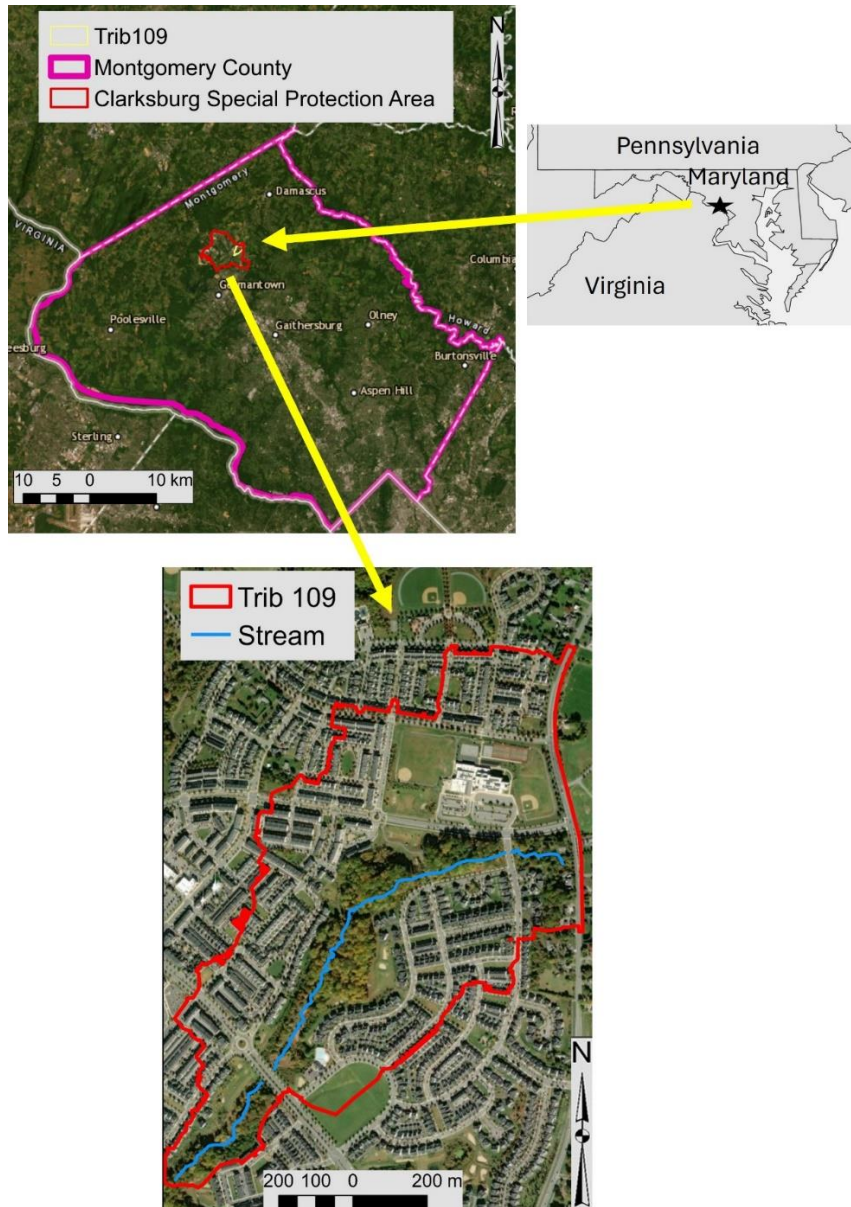 Trib109
Montgomery County
Clarksburg Special Protection Area
N
Montgomery
Damascus
VIRGINIA
Columbia
Germantown
Poolesville
Gaithersburg
Olney
Howard
eesburg
Burtonsville
Aspen Hill
Sterling
10 5 0 10 km
Pennsylvania
Maryland
Virginia
Trib 109
Stream
N
200 100 0 200 m